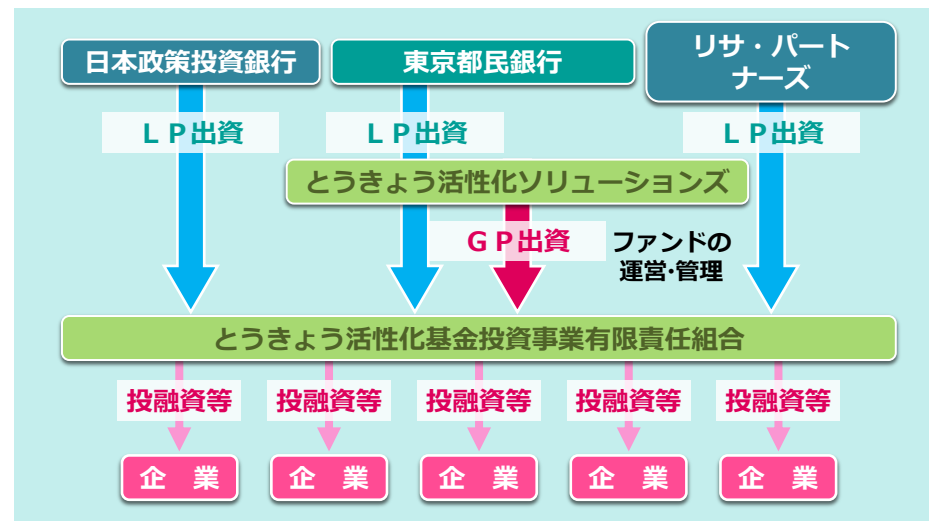 日本政策投資銀行
東京都民銀行
リサ・パート
ナーズ
ＬＰ出資
ＬＰ出資
ＬＰ出資
とうきょう活性化ソリューションズ
ＧＰ出資
ファンドの
運営・管理
とうきょう活性化基金投資事業有限責任組合
投融資等
投融資等
投融資等
投融資等
投融資等
企　業
企　業
企　業
企　業
企　業